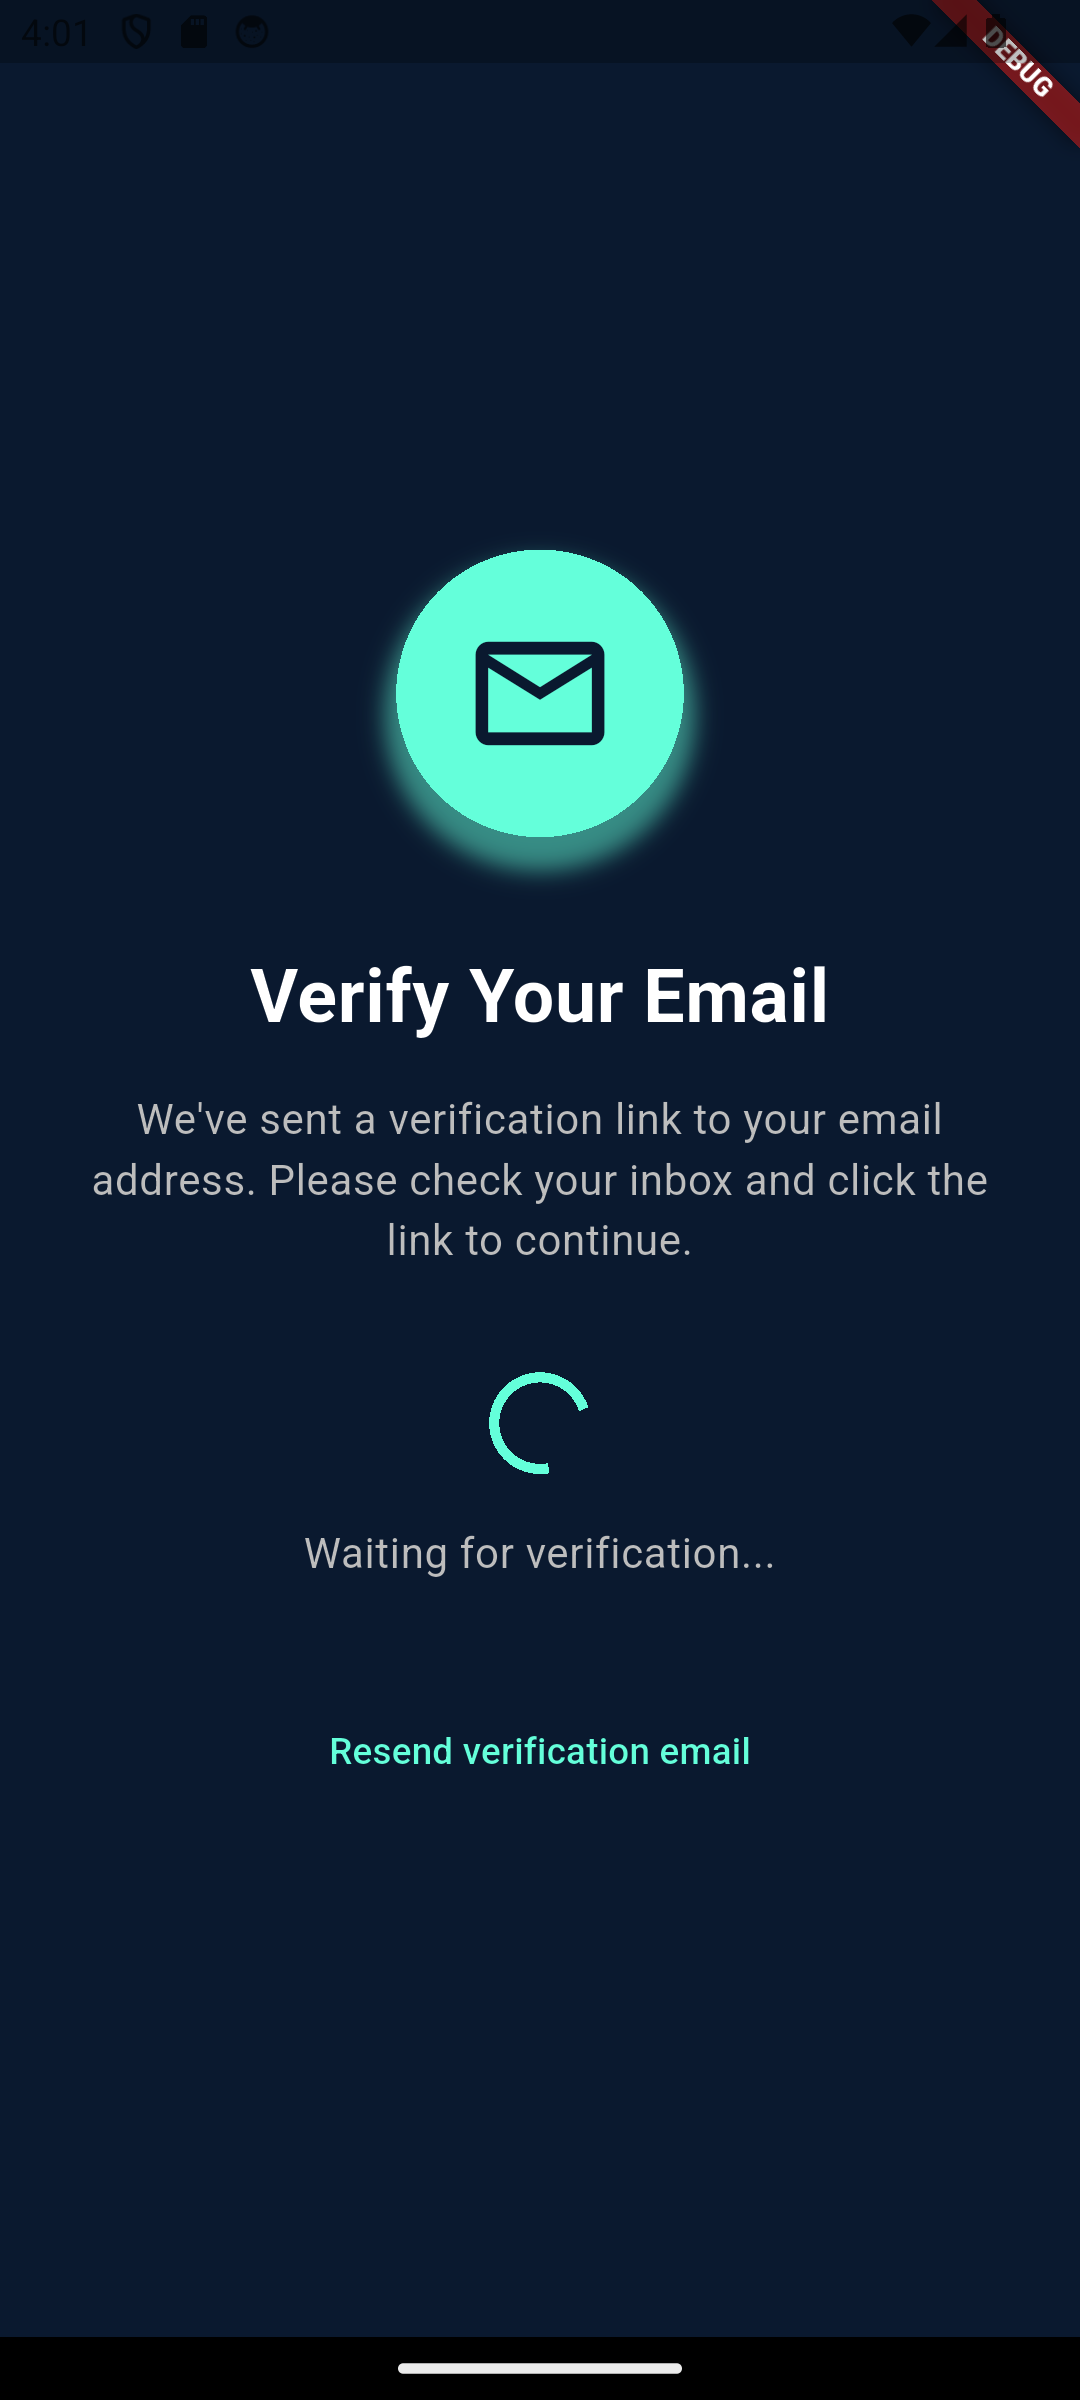 4:01
DEBUG
Verify Your Email
We've sent a verification link to your email
address. Please check your inbox and click the
link to continue.
Waiting for verification...
Resend verification email